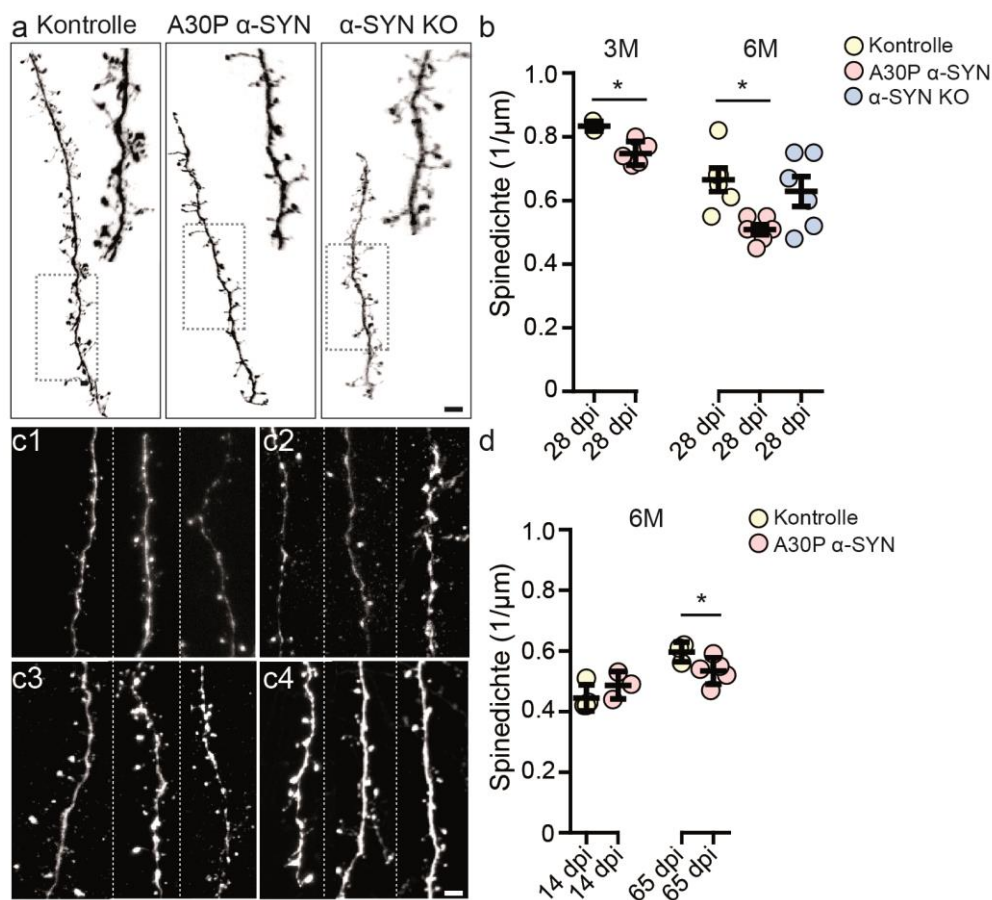 a Kontrolle A30P α-SYN α-SYN KO
b
3M 6M
Kontrolle
A30P α-SYN
α-SYN KO
*
*
Spinedichte (1/µm)
1.0
0.8
0.6
0.4
0.2
0
28 dpi
28 dpi
28 dpi
28 dpi
28 dpi
c1
c2
c3
c4
d
6M
Kontrolle
A30P α-SYN
*
Spinedichte (1/µm)
1.0
0.8
0.6
0.4
0.2
0
14 dpi
14 dpi
65 dpi
65 dpi